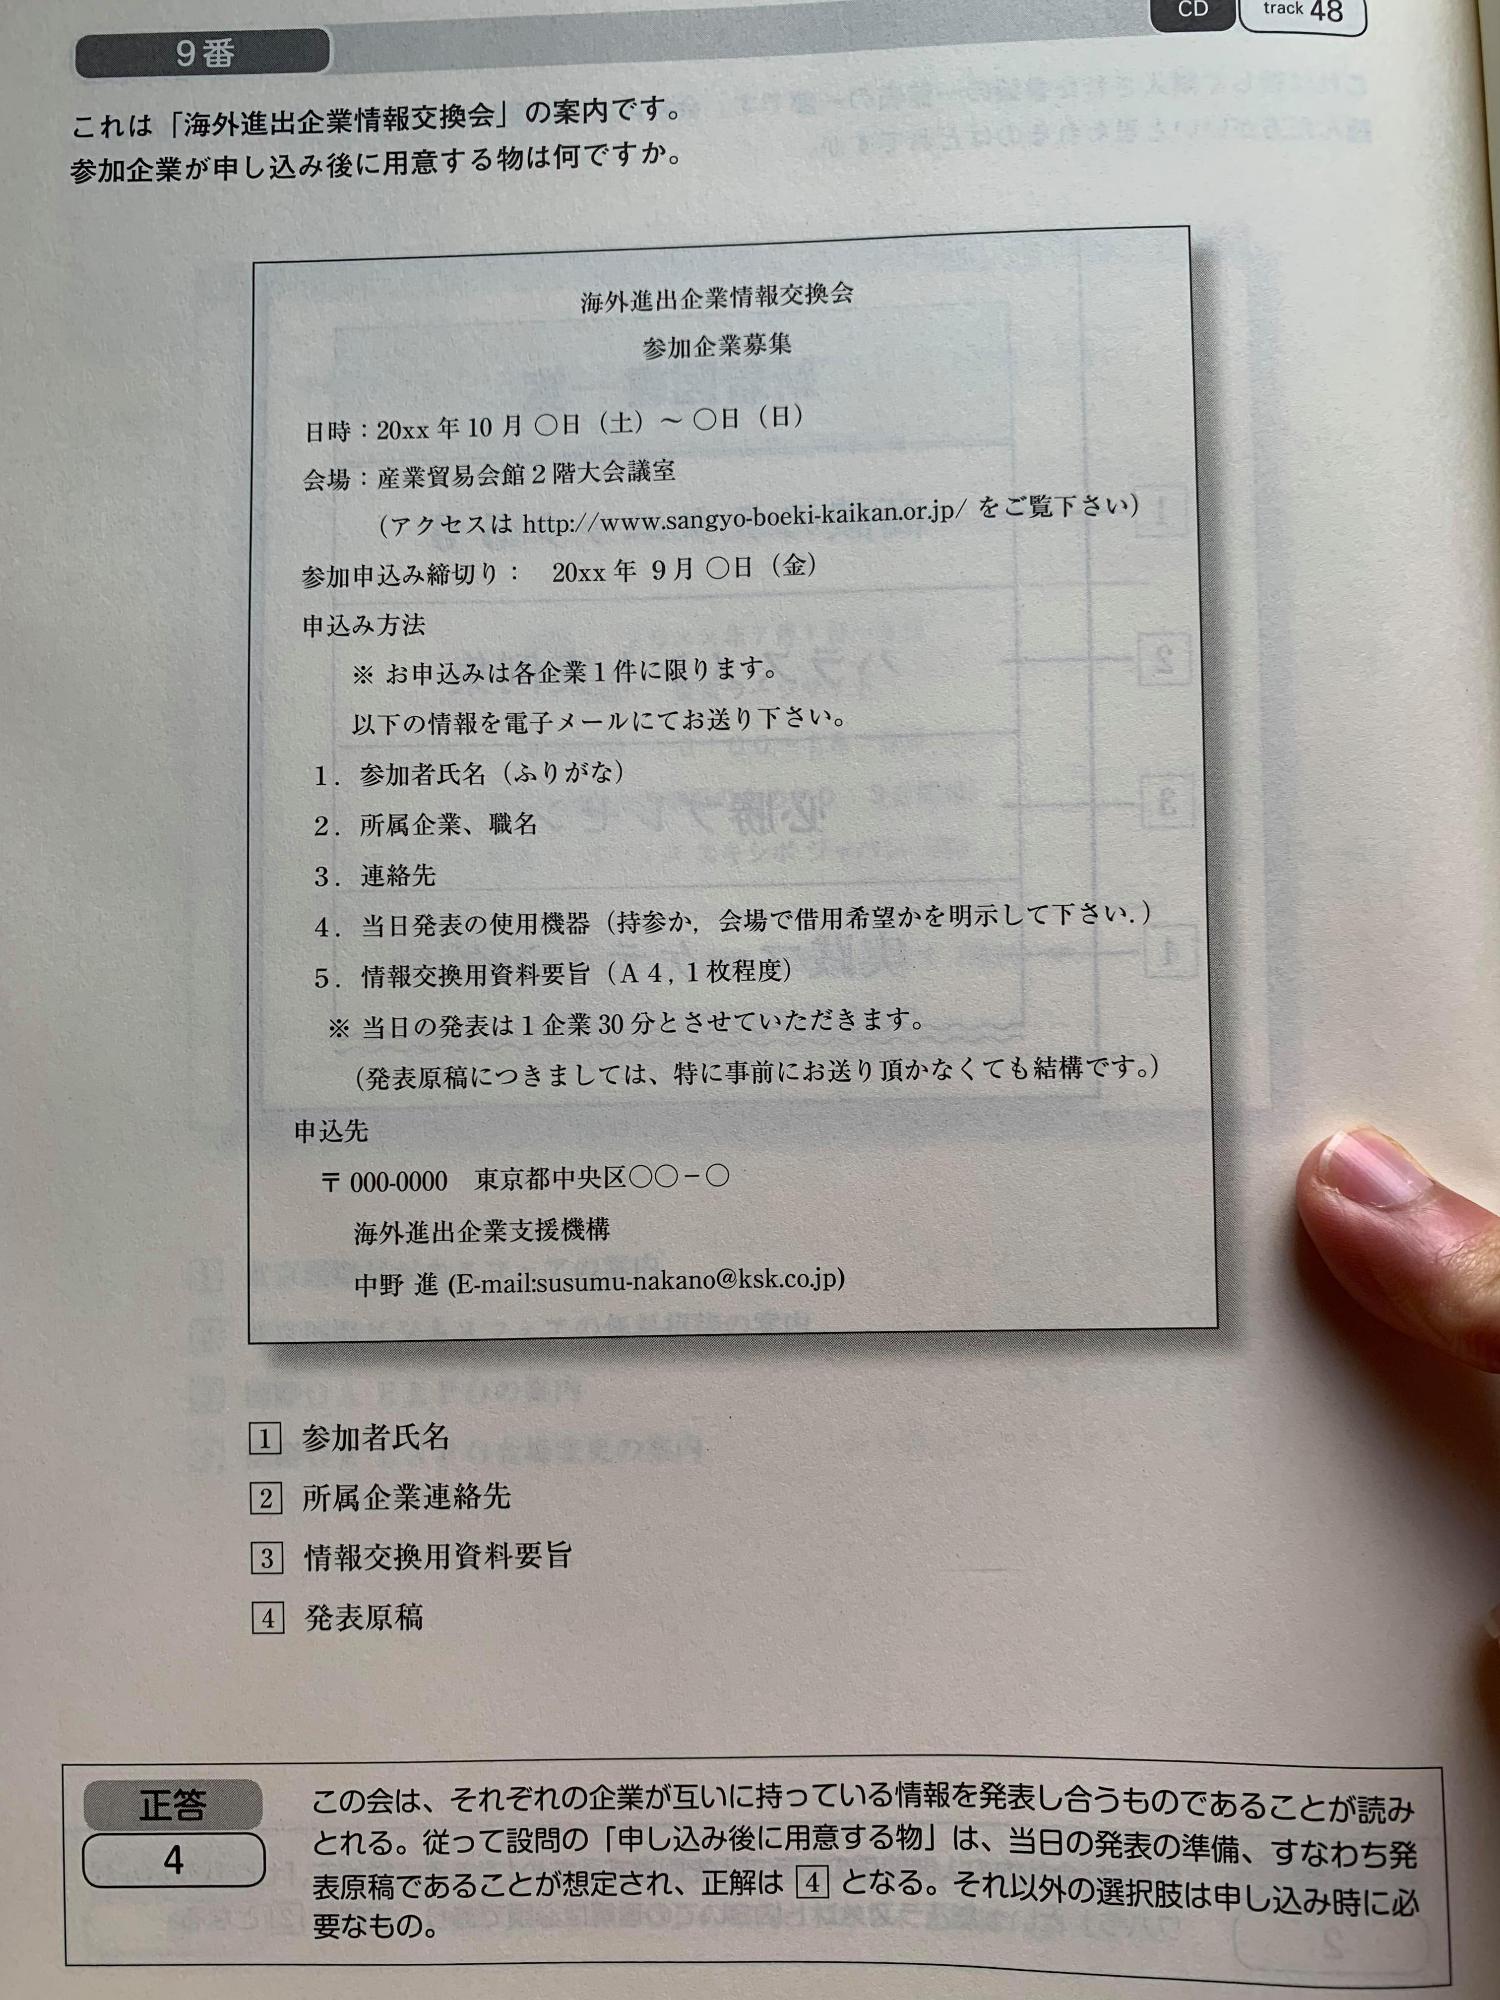 CD track 48
9番
これは「海外進出企業情報交換会」の案内です。
参加企業が申し込み後に用意する物は何ですか。
海外進出企業情報交換会
参加企業募集
日時：20xx 年 10 月 〇日（土）～ 〇日（日）
会場：産業貿易会館２階大会議室
（アクセスは http://www.sangyo-boeki-kaikan.or.jp/ をご覧下さい）
参加申込み締切り： 20xx 年 9 月 〇日（金）
申込み方法
※ お申込みは各企業１件に限ります。
以下の情報を電子メールにてお送り下さい。
１．参加者氏名（ふりがな）
２．所属企業、職名
３．連絡先
４．当日発表の使用機器（持参か，会場で借用希望かを明示して下さい．）
５．情報交換用資料要旨（Ａ４，１枚程度）
※ 当日の発表は１企業 30 分とさせていただきます。
（発表原稿につきましては、特に事前にお送り頂かなくても結構です。）
申込先
〒 000-0000 東京都中央区〇〇－〇
海外進出企業支援機構
中野 進 (E-mail:susumu-nakano@ksk.co.jp)
1 参加者氏名
2 所属企業連絡先
3 情報交換用資料要旨
4 発表原稿
正答
4
この会は、それぞれの企業が互いに持っている情報を発表し合うものであることが読み
とれる。従って設問の「申し込み後に用意する物」は、当日の発表の準備、すなわち発
表原稿であることが想定され、正解は 4 となる。それ以外の選択肢は申し込み時に必
要なもの。